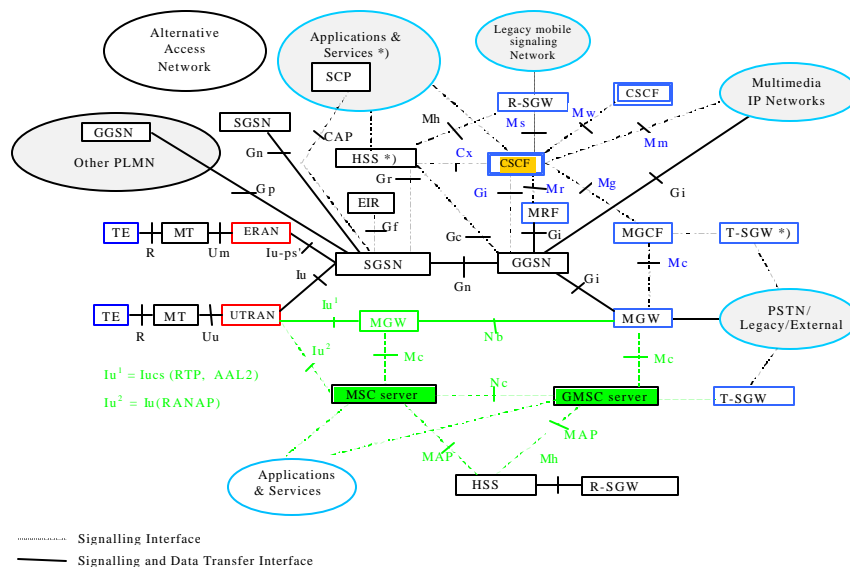 Alternative
Access
Network
Applications &
Services *)
SCP
Legacy mobile
signaling
Network
Multimedia
IP Networks
R-SGW
CSCF
Mh
Ms
Mw
Mm
GGSN
Other PLMN
SGSN
Gn
CAP
HSS *)
Cx
CSCF
Gr
Gi
Mr
Mg
Gi
Gp
EIR
Gf
MRF
Gc
Gi
TE
R
MT
Um
ERAN
Iu-ps'
MGCF
T-SGW *)
SGSN
Gn
GGSN
Mc
Iu
Gi
TE
R
MT
Uu
UTRAN
Iu1
MGW
Nb
MGW
PSTN/
Legacy/External
Iu2
Mc
Mc
Iu1 = Iucs (RTP, AAL2)
Iu2 = Iu(RANAP)
MSC server
Nc
GMSC server
T-SGW
MAP
MAP
Mh
Applications
& Services
HSS
R-SGW
Signalling Interface
Signalling and Data Transfer Interface